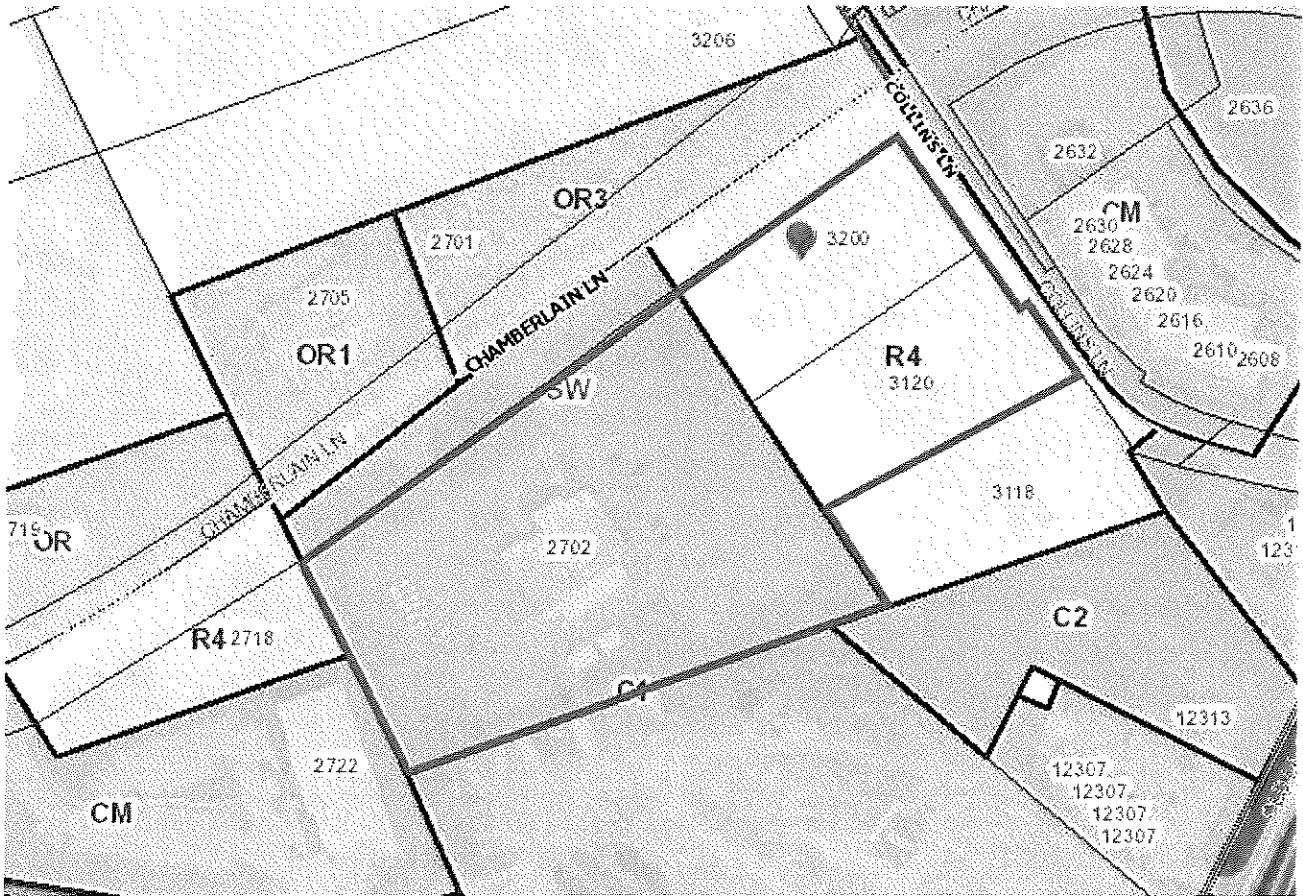 3206
COLLINS LN
2636
2632
OR3
CM
2701
2630
3200
2628
2705
2624
CHAMBERLAIN LN
2620
COLLINS LN
2616
OR1
R4
2610
2608
3120
SW
CHAMBERLAIN LN
3118
OR
2702
C2
R4
2718
C1
12313
2722
12307
12307
12307
12307
CM